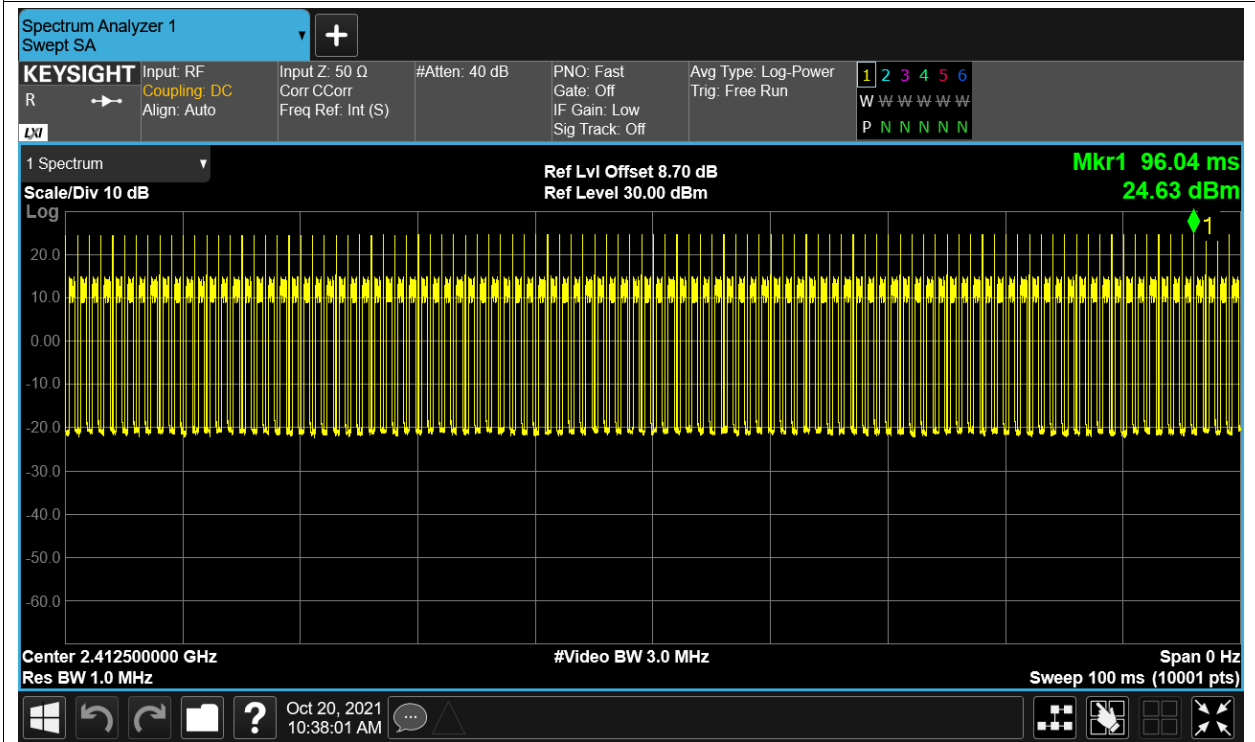 Spectrum Analyzer 1
Swept SA
KEYSIGHT
R
LXI
Input: RF
Coupling: DC
Align: Auto
Input Z: 50 Ω
Corr CCorr
Freq Ref: Int (S)
#Atten: 40 dB
PNO: Fast
Gate: Off
IF Gain: Low
Sig Track: Off
Avg Type: Log-Power
Trig: Free Run
1 2 3 4 5 6
W W W W W W
P N N N N N
1 Spectrum
Scale/Div 10 dB
Log
Ref Lvl Offset 8.70 dB
Ref Level 30.00 dBm
Mkr1 96.04 ms
24.63 dBm
1
20.0
10.0
0.00
-10.0
-20.0
-30.0
-40.0
-50.0
-60.0
Center 2.412500000 GHz
Res BW 1.0 MHz
#Video BW 3.0 MHz
Span 0 Hz
Sweep 100 ms (10001 pts)
?
Oct 20, 2021
10:38:01 AM